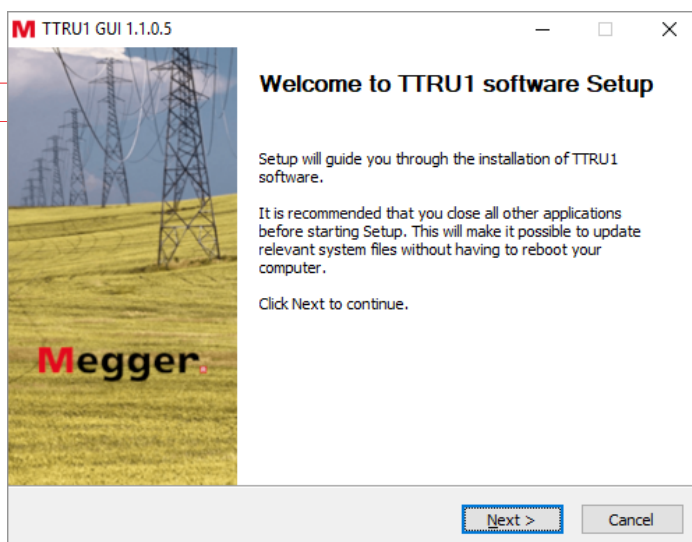 M TTRU1 GUI 1.1.0.5
Welcome to TTRU1 software Setup
Setup will guide you through the installation of TTRU1
software.
It is recommended that you close all other applications
before starting Setup. This will make it possible to update
relevant system files without having to reboot your
computer.
Click Next to continue.
Megger
Next >
Cancel